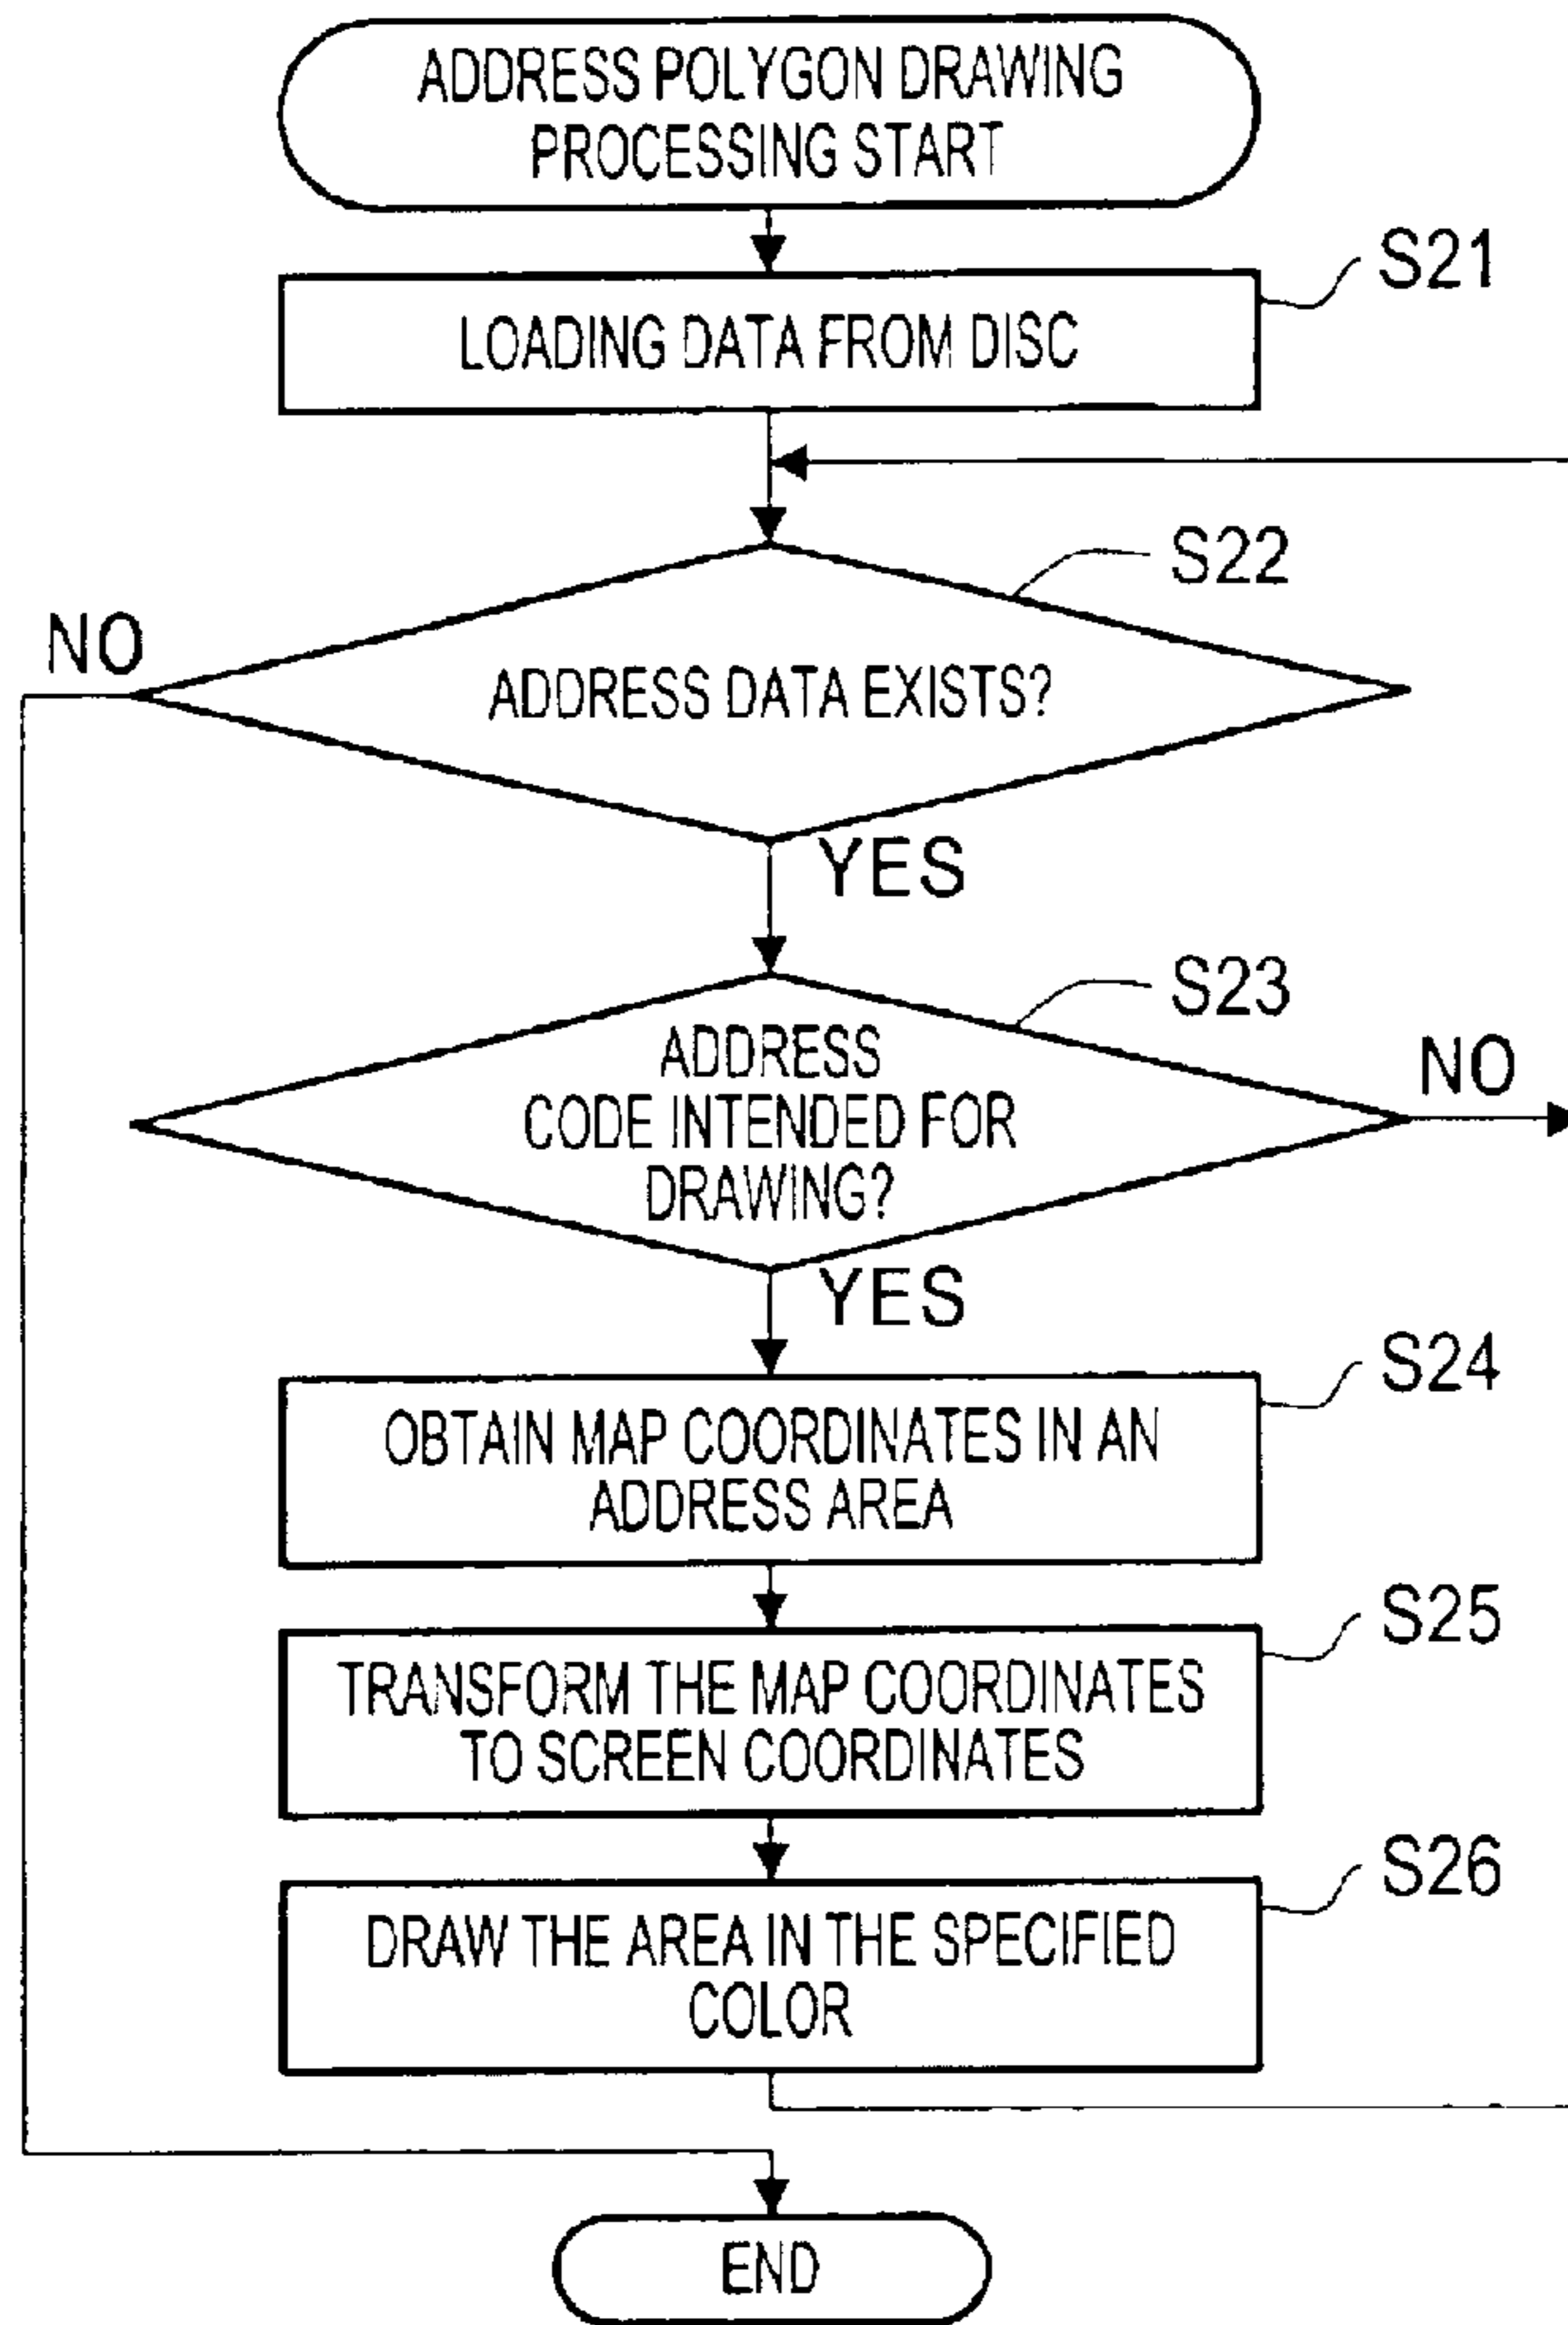 ADDRESS POLYGON DRAWING
PROCESSING START
S21
LOADING DATA FROM DISC
S22
NO
ADDRESS DATA EXISTS?
YES
S23
ADDRESS
CODE INTENDED FOR
DRAWING?
NO
YES
S24
OBTAIN MAP COORDINATES IN AN
ADDRESS AREA
S25
TRANSFORM THE MAP COORDINATES
TO SCREEN COORDINATES
S26
DRAW THE AREA IN THE SPECIFIED
COLOR
END